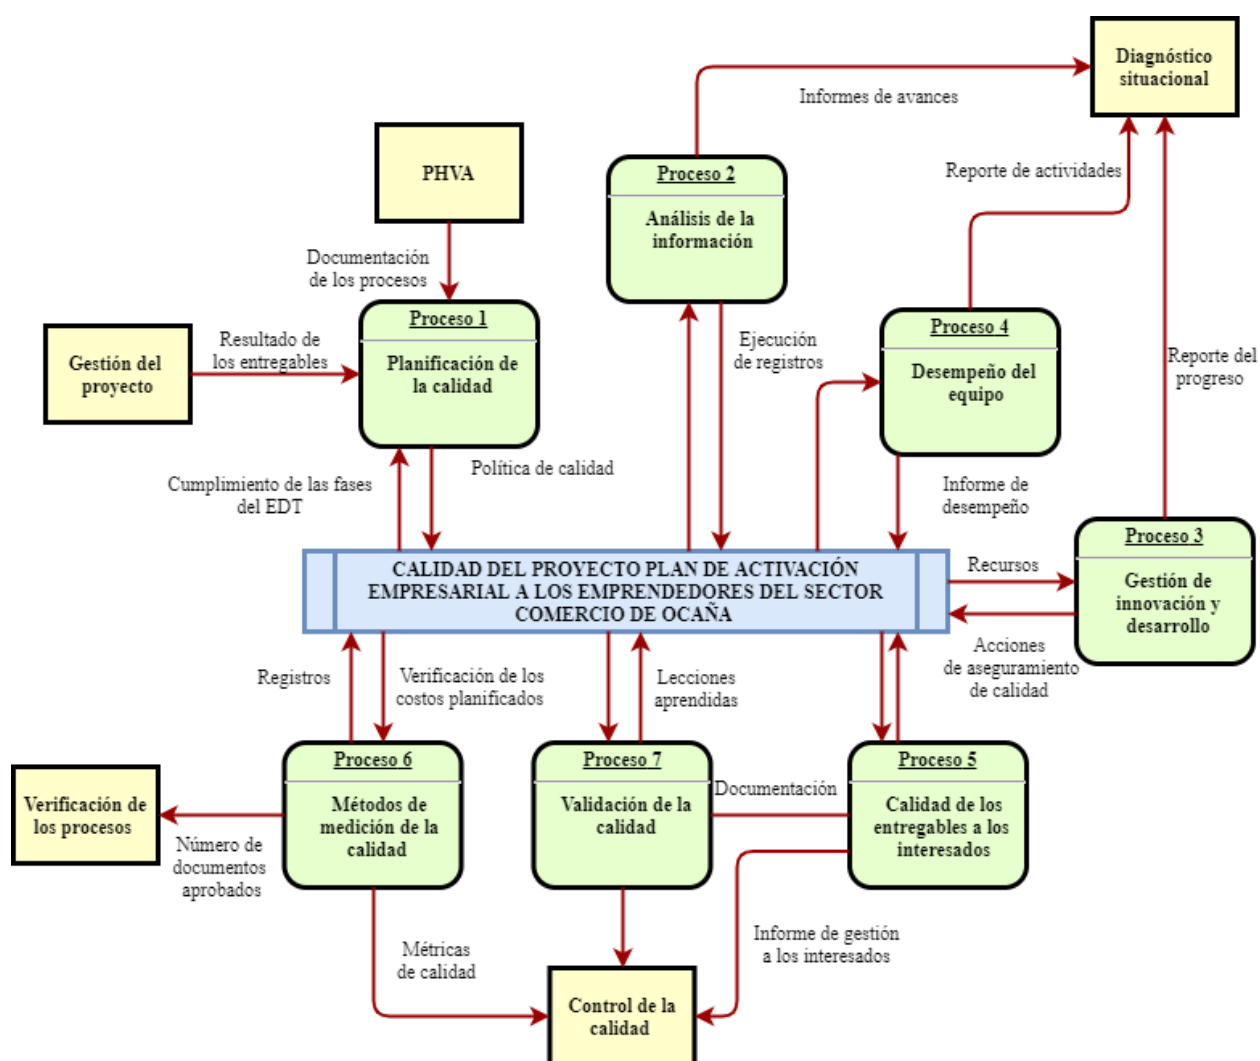 Diagnóstico
situacional
Informes de avances
PHVA
Proceso 2
Análisis de la
información
Reporte de actividades
Documentación
de los procesos
Proceso 1
Planificación de
la calidad
Gestión del
proyecto
Resultado de
los entregables
Ejecución
de registros
Proceso 4
Desempeño del
equipo
Reporte del
progreso
Cumplimiento de las fases
del EDT
Política de calidad
Informe de
desempeño
Proceso 3
Gestión de
innovación y
desarrollo
CALIDAD DEL PROYECTO PLAN DE ACTIVACIÓN
EMPRESARIAL A LOS EMPRENDEDORES DEL SECTOR
COMERCIO DE OCAÑA
Recursos
Acciones
de aseguramiento
de calidad
Registros
Verificación de los
costos planificados
Lecciones
aprendidas
Proceso 6
Métodos de
medición de la
calidad
Proceso 7
Validación de la
calidad
Documentación
Proceso 5
Calidad de los
entregables a los
interesados
Verificación de
los procesos
Número de
documentos
aprobados
Métricas
de calidad
Informe de gestión
a los interesados
Control de la
calidad